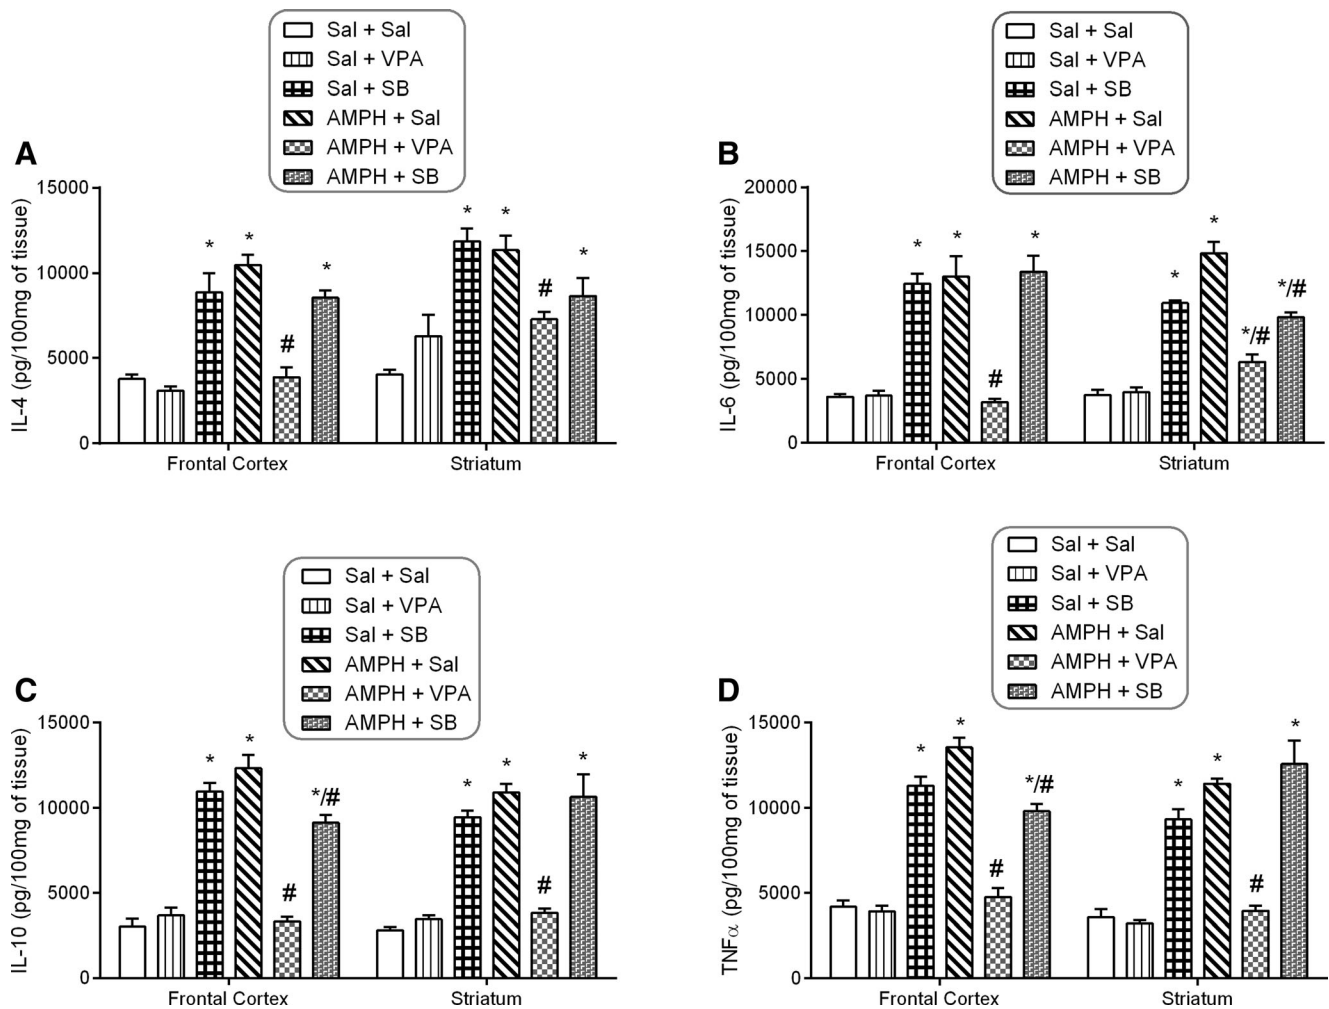 Sal + Sal
Sal + VPA
Sal + SB
AMPH + Sal
AMPH + VPA
AMPH + SB
A
IL-4 (pg/100mg of tissue)
15000
10000
5000
0
* * # * * * # *
Frontal Cortex Striatum
Sal + Sal
Sal + VPA
Sal + SB
AMPH + Sal
AMPH + VPA
AMPH + SB
B
IL-6 (pg/100mg of tissue)
20000
15000
10000
5000
0
* * # * * * */# */#
Frontal Cortex Striatum
Sal + Sal
Sal + VPA
Sal + SB
AMPH + Sal
AMPH + VPA
AMPH + SB
C
IL-10 (pg/100mg of tissue)
15000
10000
5000
0
* * # */# * * # *
Frontal Cortex Striatum
Sal + Sal
Sal + VPA
Sal + SB
AMPH + Sal
AMPH + VPA
AMPH + SB
D
TNFα (pg/100mg of tissue)
15000
10000
5000
0
* * # */# * * # *
Frontal Cortex Striatum